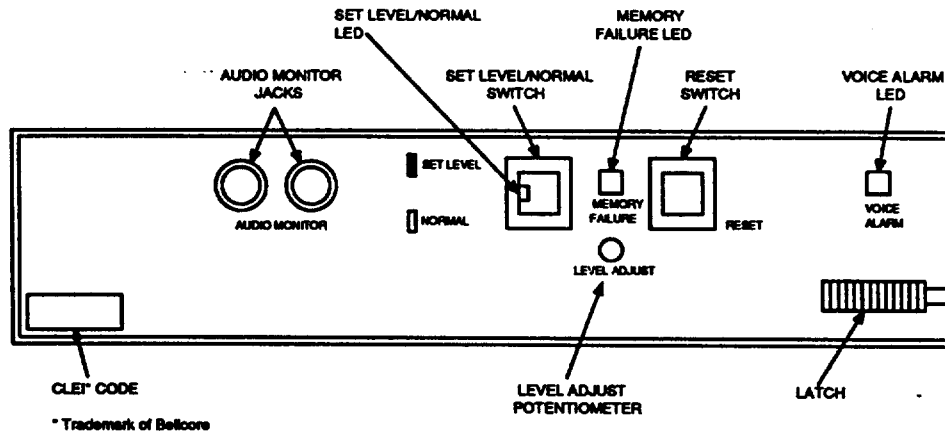 SET LEVEL/NORMAL
LED
MEMORY
FAILURE LED
AUDIO MONITOR
JACKS
SET LEVEL/NORMAL
SWITCH
RESET
SWITCH
VOICE ALARM
LED
SET LEVEL
NORMAL
AUDIO MONITOR
MEMORY
FAILURE
RESET
VOICE
ALARM
LEVEL ADJUST
CLEI* CODE
LEVEL ADJUST
POTENTIOMETER
LATCH
* Trademark of Bellcore